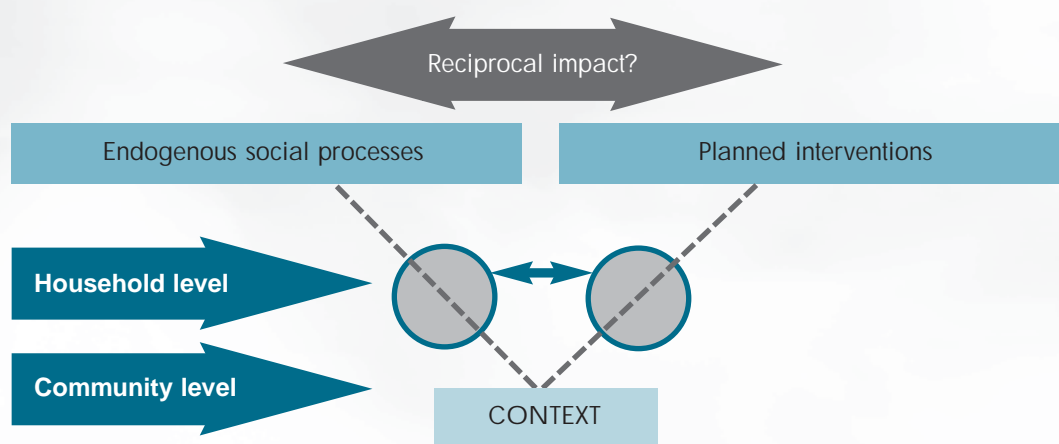 Reciprocal impact?
Endogenous social processes
Planned interventions
Household level
Community level
CONTEXT